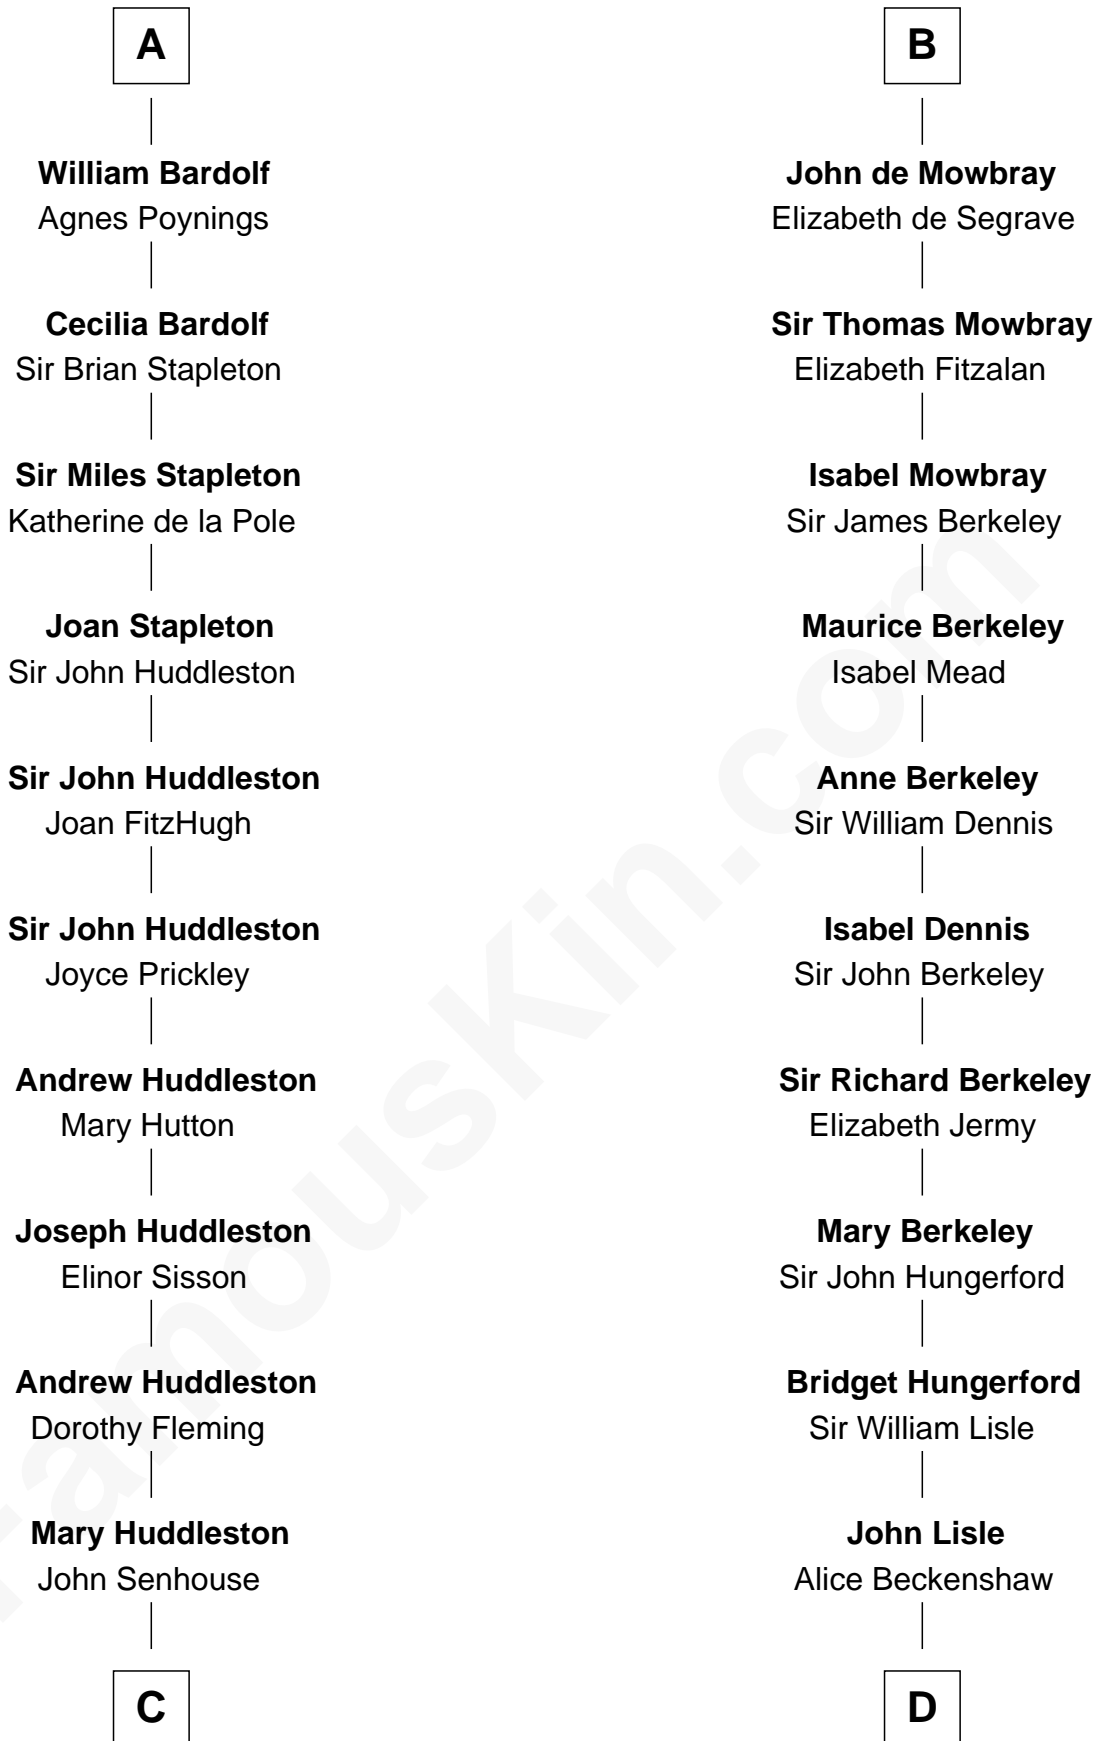 A
William Bardolf
Agnes Poynings
Cecilia Bardolf
Sir Brian Stapleton
Sir Miles Stapleton
Katherine de la Pole
Joan Stapleton
Sir John Huddleston
Sir John Huddleston
Joan FitzHugh
Sir John Huddleston
Joyce Prickley
Andrew Huddleston
Mary Hutton
Joseph Huddleston
Elinor Sisson
Andrew Huddleston
Dorothy Fleming
Mary Huddleston
John Senhouse
C
B
John de Mowbray
Elizabeth de Segrave
Sir Thomas Mowbray
Elizabeth Fitzalan
Isabel Mowbray
Sir James Berkeley
Maurice Berkeley
Isabel Mead
Anne Berkeley
Sir William Dennis
Isabel Dennis
Sir John Berkeley
Sir Richard Berkeley
Elizabeth Jermy
Mary Berkeley
Sir John Hungerford
Bridget Hungerford
Sir William Lisle
John Lisle
Alice Beckenshaw
D
FamousKin.com